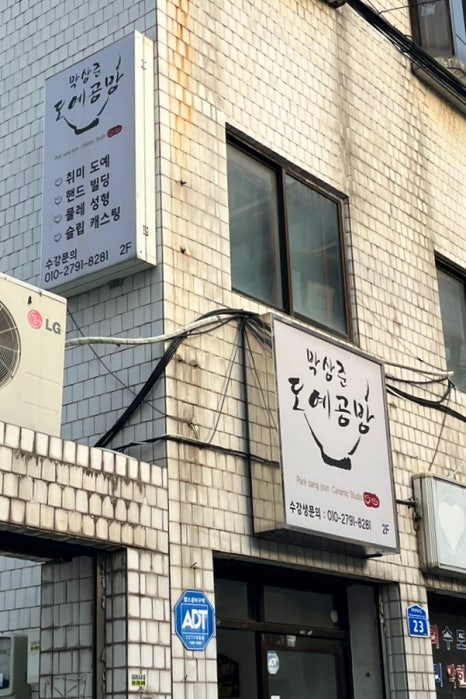 박상준
도예공방
Park sang joon Ceramic Studio
취미 도예
핸드 빌딩
물레 성형
슬립 캐스팅
수강문의
010-2791-8281 2F
LG
박상준
도예공방
Park sang joon Ceramic Studio
수강생문의 : 010-2791-8281 2F
ADT
23